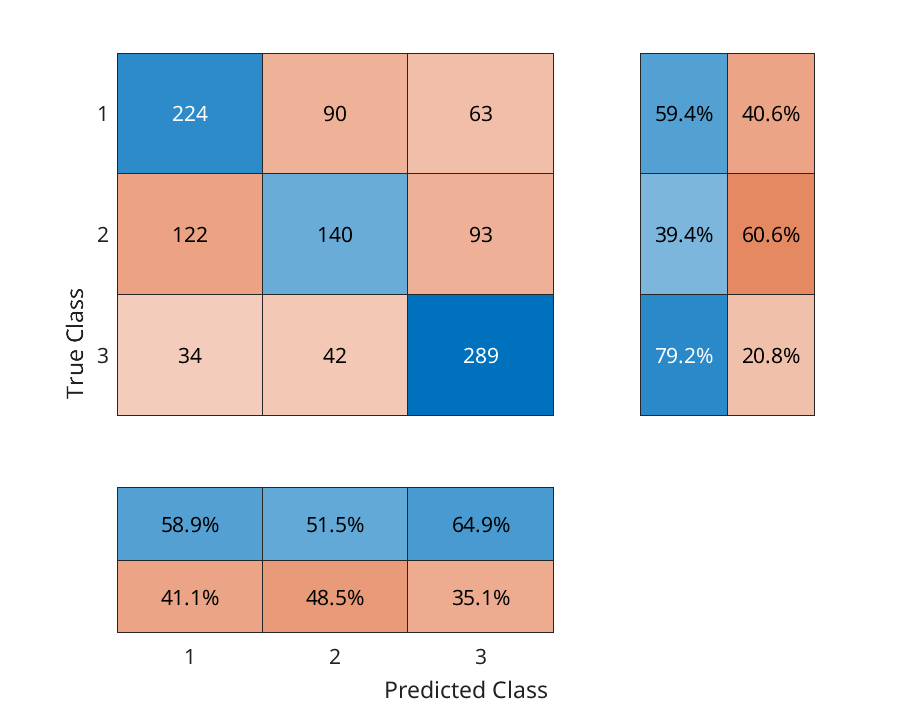 1 224 90 63 59.4% 40.6%
2 122 140 93 39.4% 60.6%
3 34 42 289 79.2% 20.8%
True Class
58.9% 51.5% 64.9%
41.1% 48.5% 35.1%
1 2 3
Predicted Class